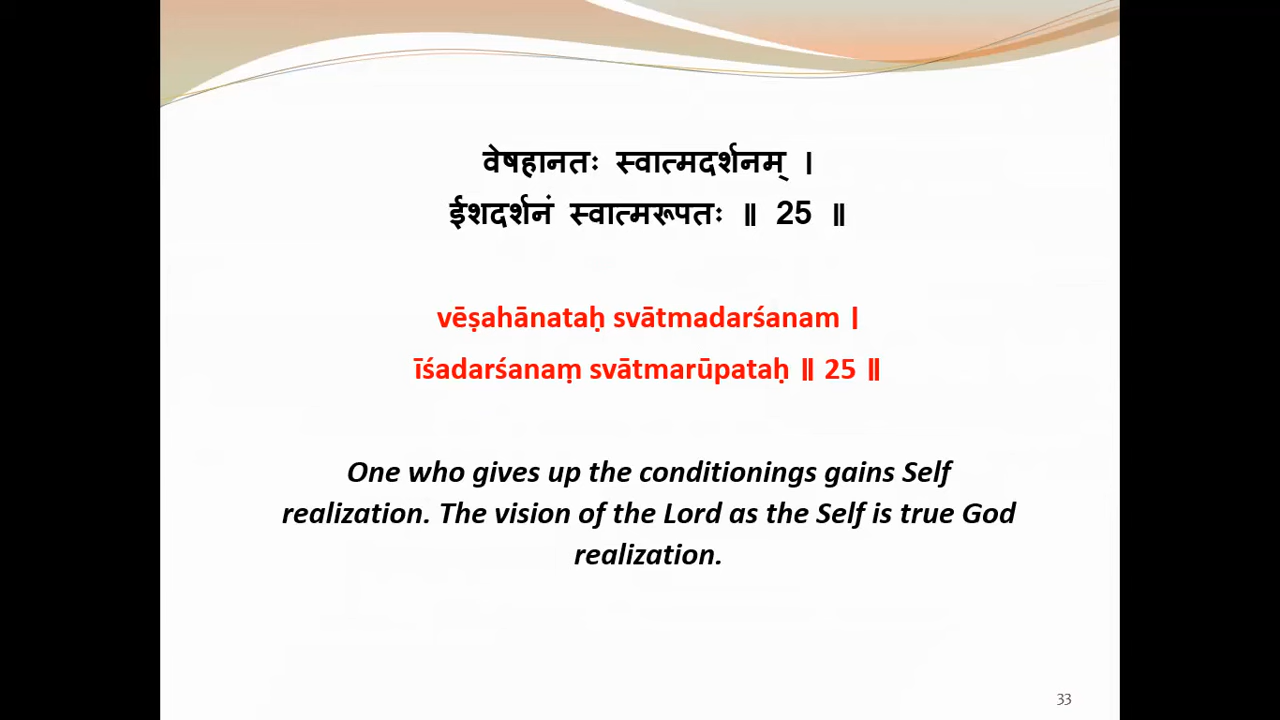 वेषहानतः स्वात्मदर्शनम् ।
ईशदर्शनं स्वात्मरूपतः ॥ 25 ॥
vēṣahānataḥ svātmadarśanam ।
īśadarśanaṃ svātmarūpataḥ ॥ 25 ॥
One who gives up the conditionings gains Self
realization. The vision of the Lord as the Self is true God
realization.
33